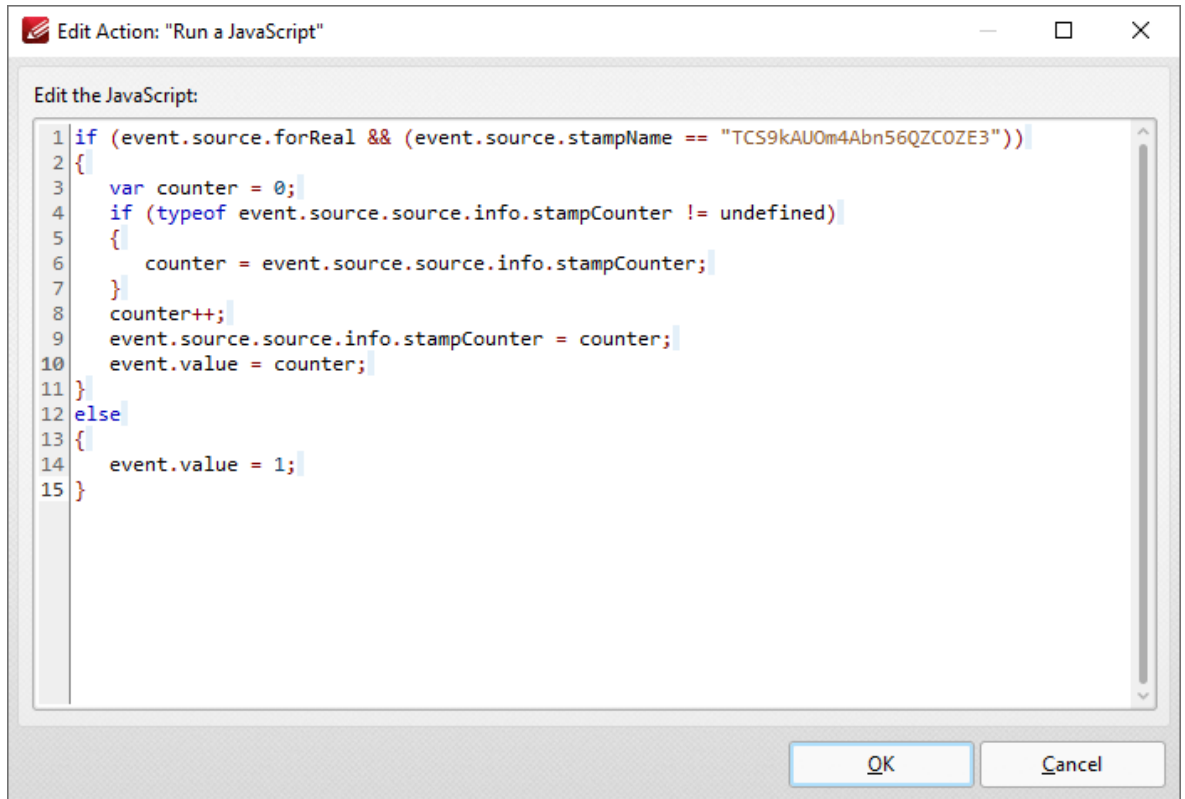 Edit Action: "Run a JavaScript"
Edit the JavaScript:
1 if (event.source.forReal && (event.source.stampName == "TCS9kAUOm4Abn56QZCOZE3"))
2 {
3    var counter = 0;
4    if (typeof event.source.source.info.stampCounter != undefined)
5    {
6       counter = event.source.source.info.stampCounter;
7    }
8    counter++;
9    event.source.source.info.stampCounter = counter;
10    event.value = counter;
11 }
12 else
13 {
14    event.value = 1;
15 }
OK Cancel